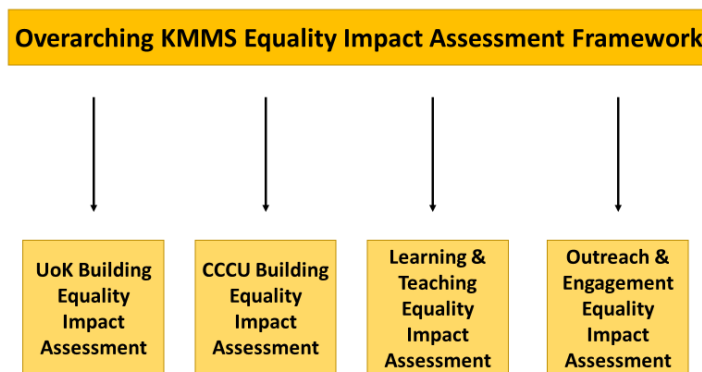 Overarching KMMS Equality Impact Assessment Framework
UoK Building
Equality
Impact
Assessment
CCCU Building
Equality
Impact
Assessment
Learning &
Teaching
Equality
Impact
Assessment
Outreach &
Engagement
Equality
Impact
Assessment